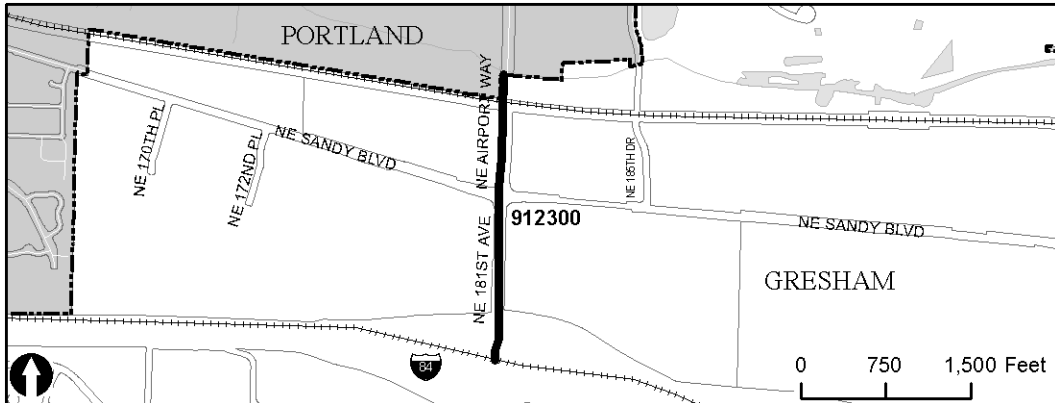 PORTLAND
NE AIRPORT WAY
NE 170TH PL
NE 172ND PL
NE SANDY BLVD
NE 185TH DR
912300
NE SANDY BLVD
NE 181ST AVE
GRESHAM
84
0 750 1,500 Feet